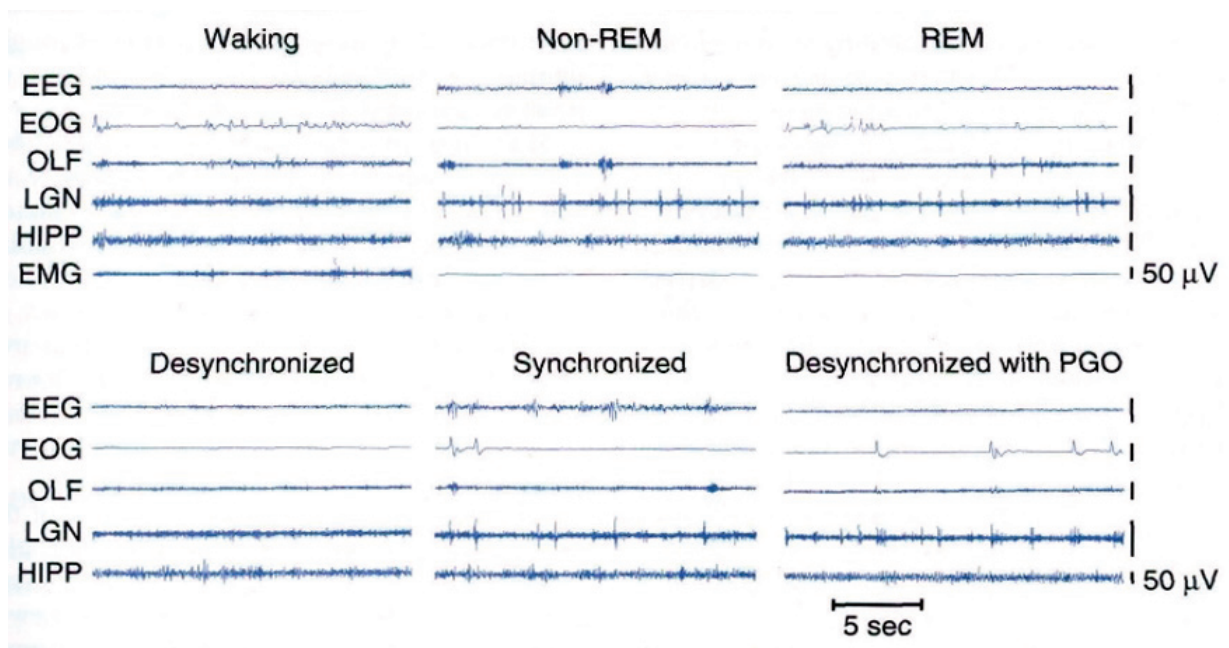 Waking Non-REM REM
EEG
EOG
OLF
LGN
HIPP
EMG
50 μV
Desynchronized Synchronized Desynchronized with PGO
EEG
EOG
OLF
LGN
HIPP
50 μV
5 sec